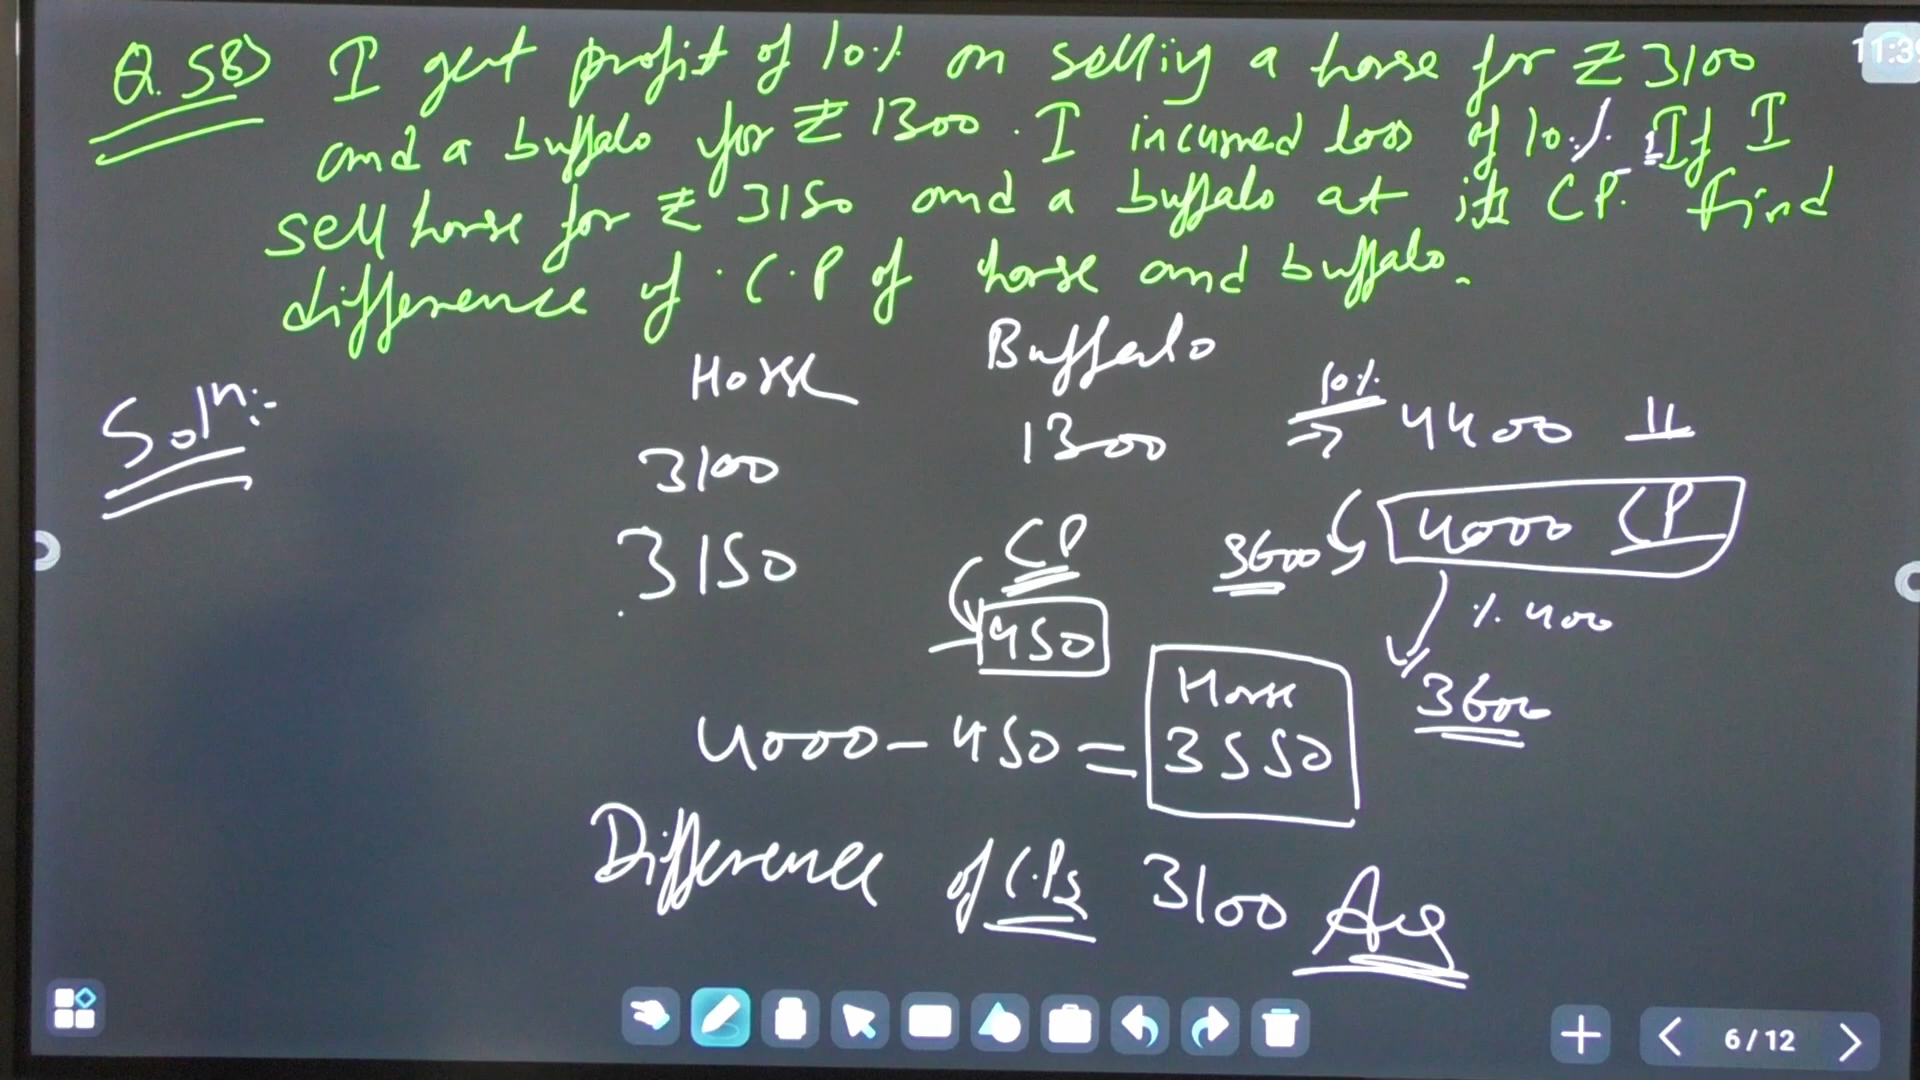 Q.58) I get profit of 10% on selling a horse for ₹ 3100
and a buffalo for ₹ 1300. I incurred loss of 10%. If I
sell horse for ₹ 3150 and a buffalo at its CP. Find
difference of C.P of horse and buffalo.
Soln:-
Horse Buffalo
3100 1300 10% ⇒ 4400 11
3150 CP 3600 4000 CP
450 % 400
3600
4000 - 450 = Horse 3550
Difference of C.Ps 3100 Ans
6/12